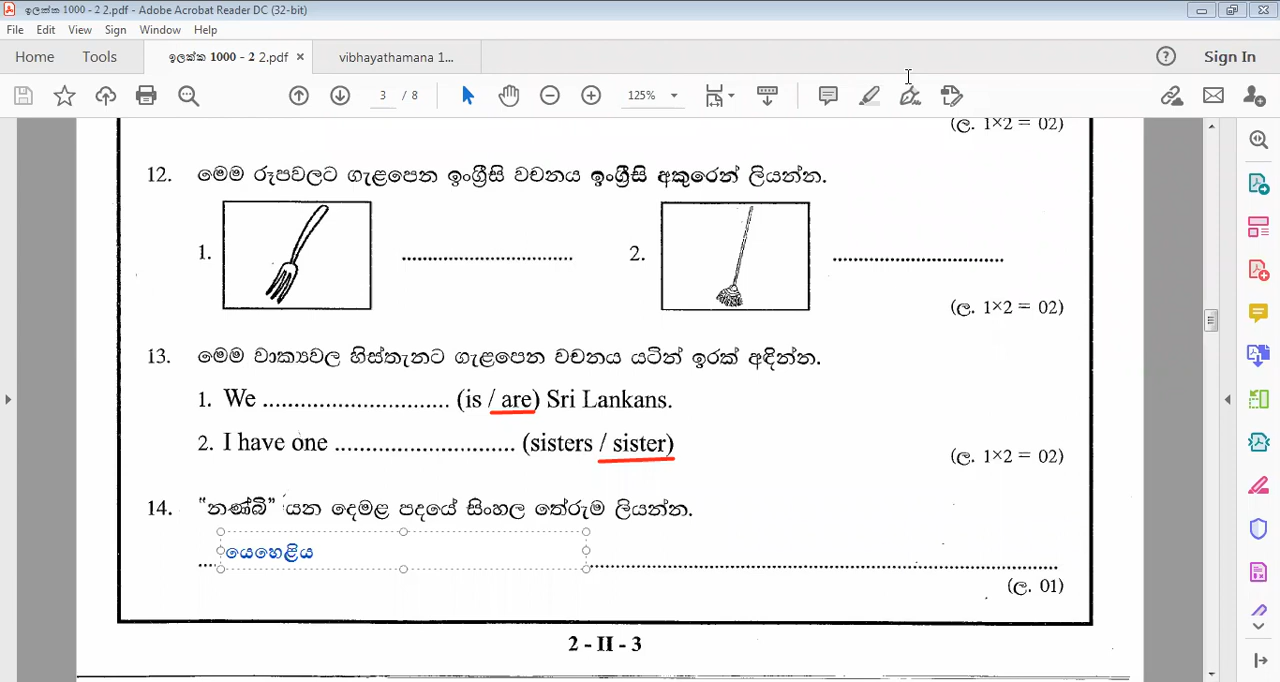 ඉලක්ක 1000 - 2 2.pdf - Adobe Acrobat Reader DC (32-bit)
File Edit View Sign Window Help
Home Tools ඉලක්ක 1000 - 2 2.pdf × vibhayathamana 1... Sign In
3 / 8 125%
(ල. 1×2 = 02)
12. මෙම රූපවලට ගැළපෙන ඉංග්‍රීසි වචනය ඉංග්‍රීසි අකුරෙන් ලියන්න.
1. ............................ 2. ............................
(ල. 1×2 = 02)
13. මෙම වාක්‍යවල හිස්තැනට ගැළපෙන වචනය යටින් ඉරක් අඳින්න.
1. We .............................. (is / are) Sri Lankans.
2. I have one ............................. (sisters / sister)
(ල. 1×2 = 02)
14. “නණ්බි” යන දෙමළ පදයේ සිංහල තේරුම ලියන්න.
යෙහෙළිය
(ල. 01)
2 - II - 3